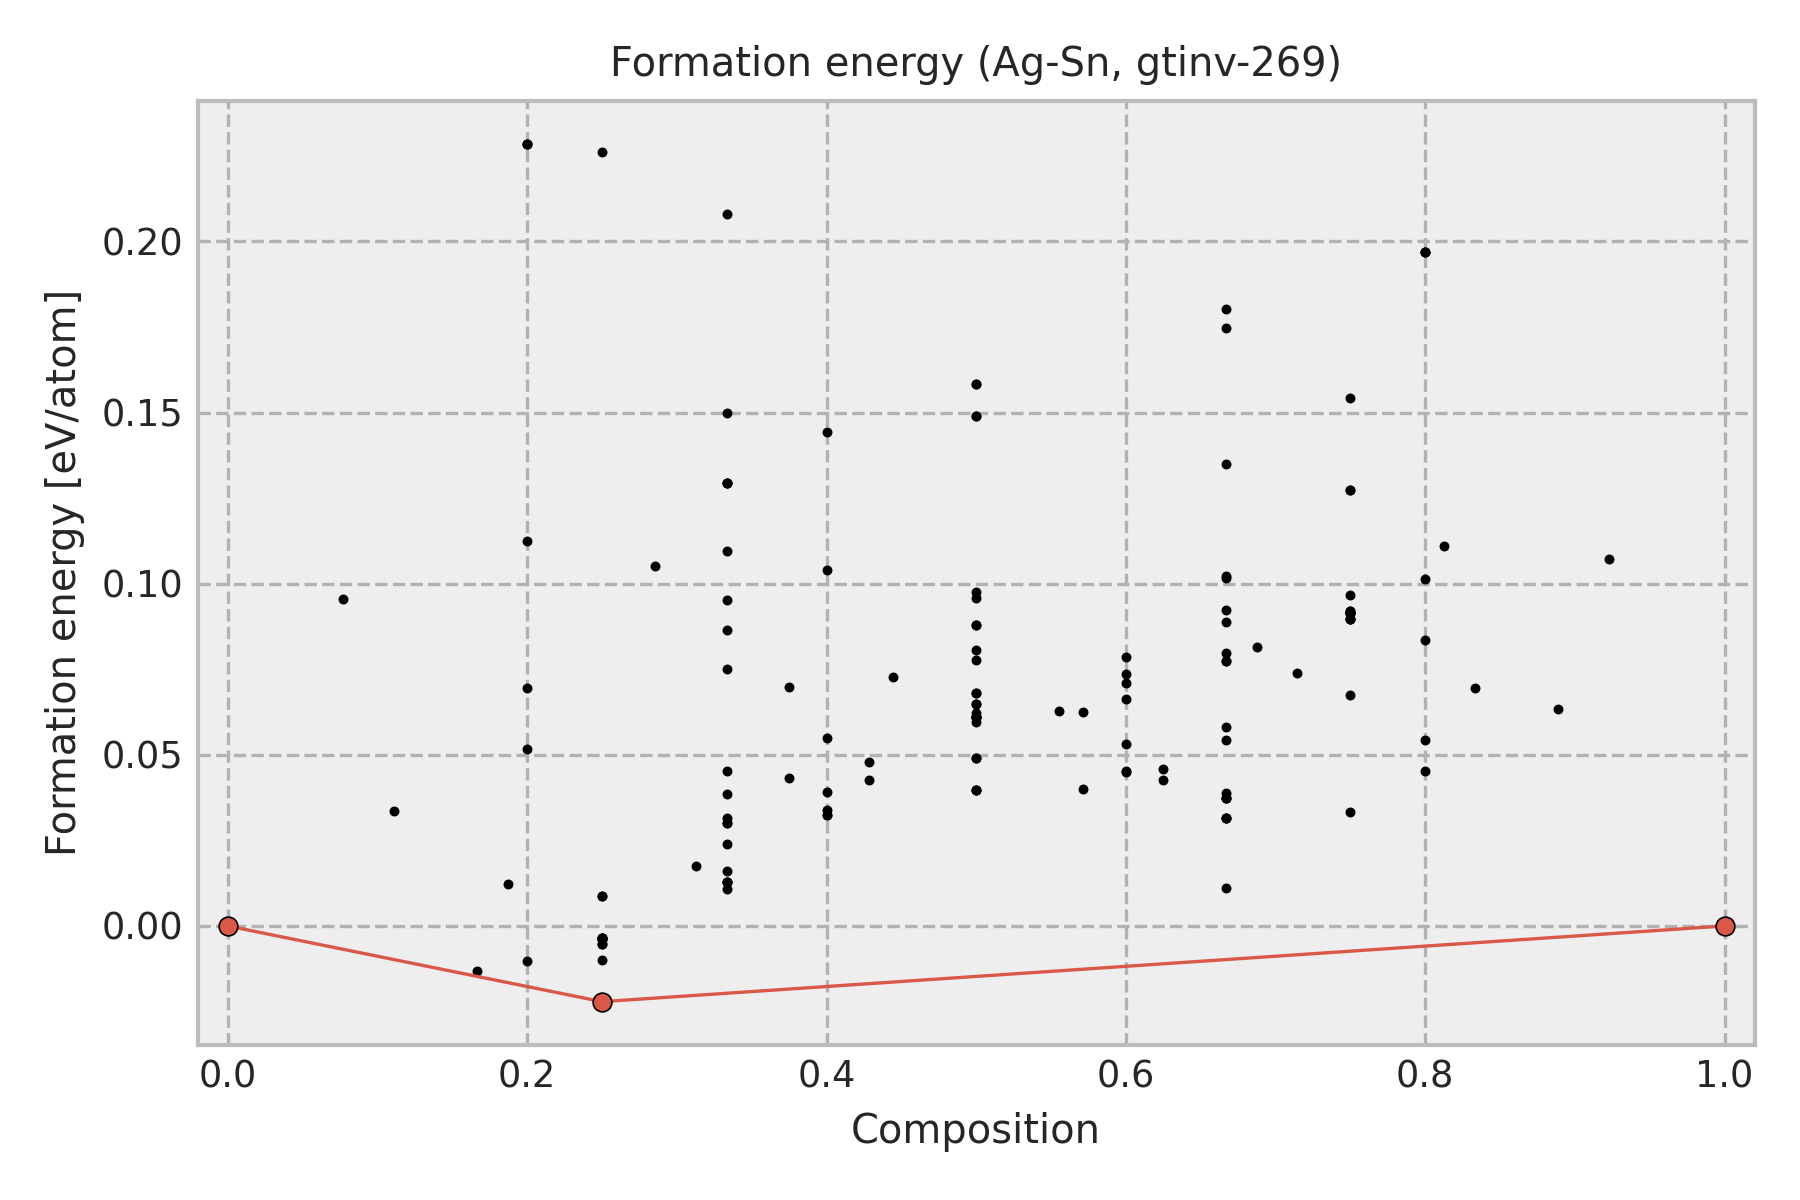 Formation energy (Ag-Sn, gtinv-269)
Formation energy [eV/atom]
0.20
0.15
0.10
0.05
0.00
0.0 0.2 0.4 0.6 0.8 1.0
Composition